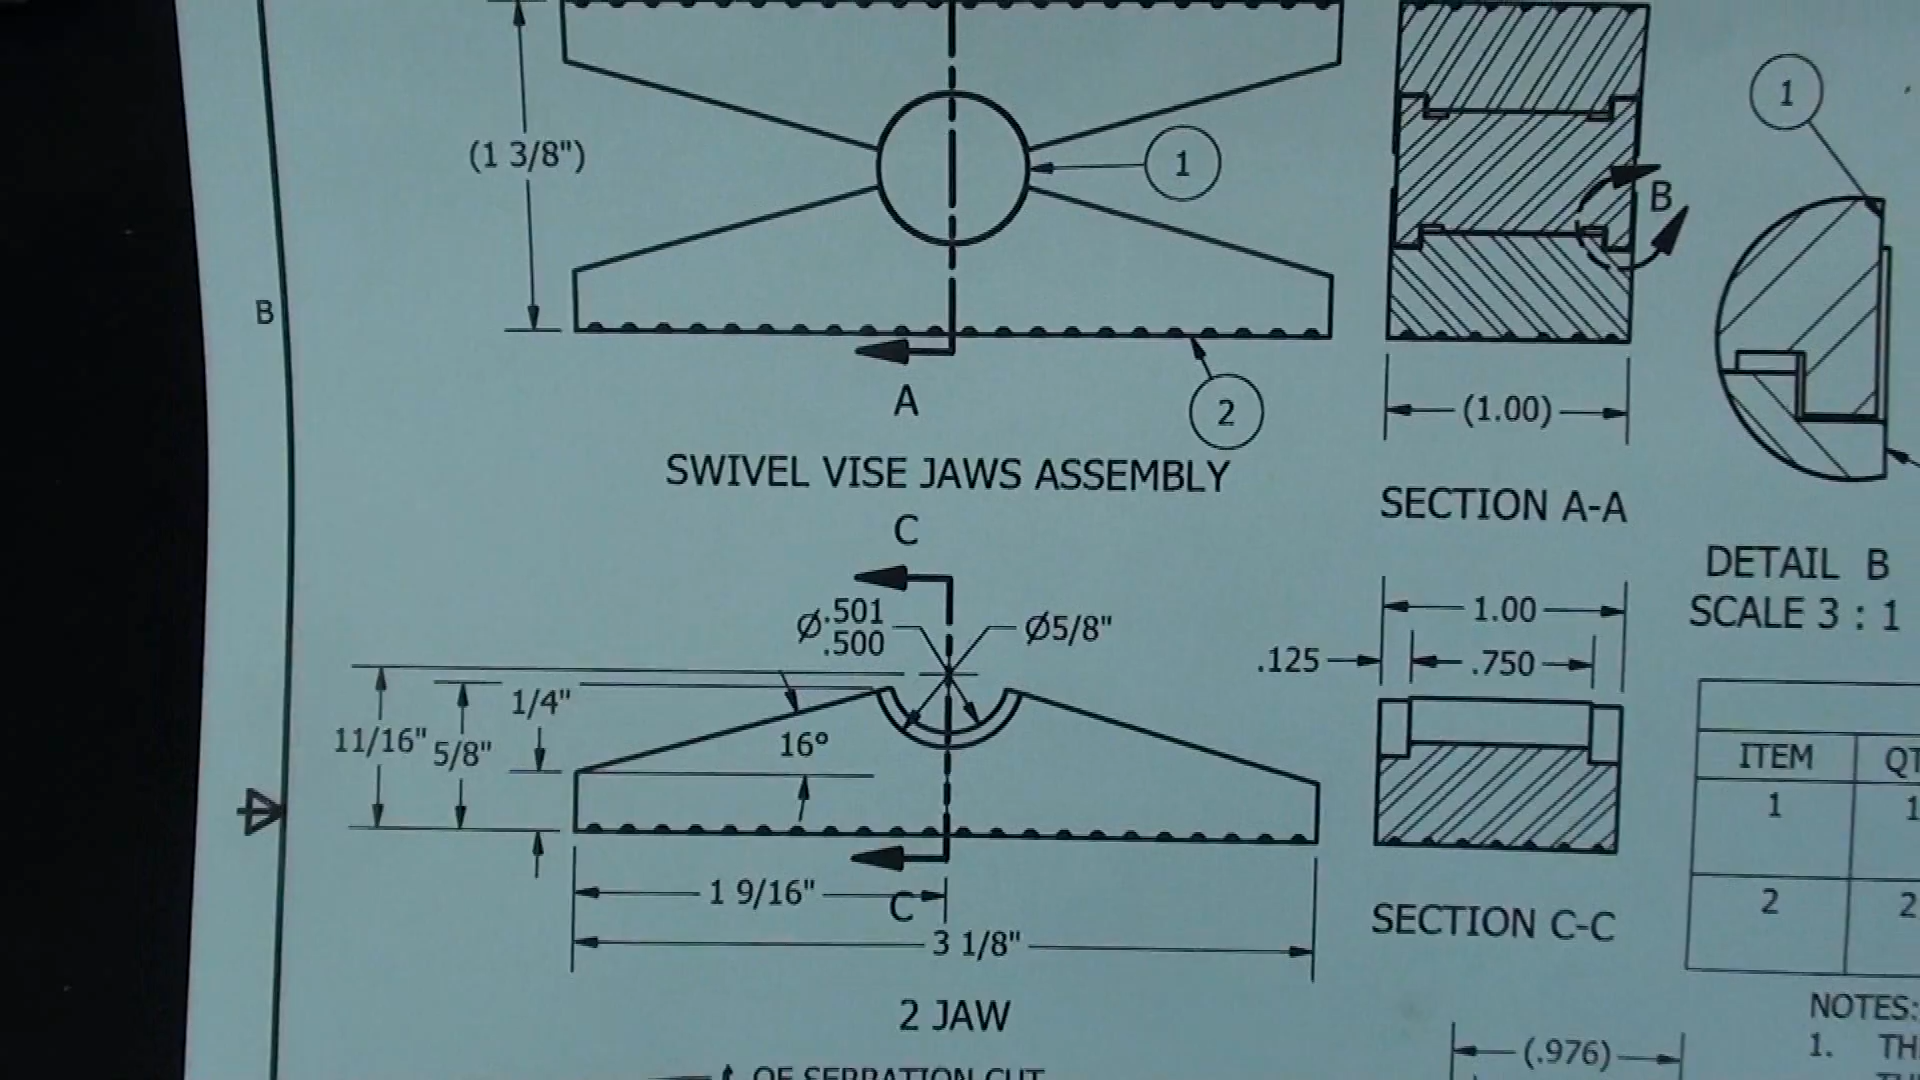 (1 3/8")
1
1
B
B
A
2
(1.00)
SWIVEL VISE JAWS ASSEMBLY
SECTION A-A
C
DETAIL B
SCALE 3 : 1
Ø.501
.500
Ø5/8"
1.00
.125
.750
1/4"
11/16"
5/8"
16°
ITEM
1
1
2
2
1 9/16"
C
3 1/8"
SECTION C-C
2 JAW
NOTES:
1.
(.976)
OF SERRATION CUT